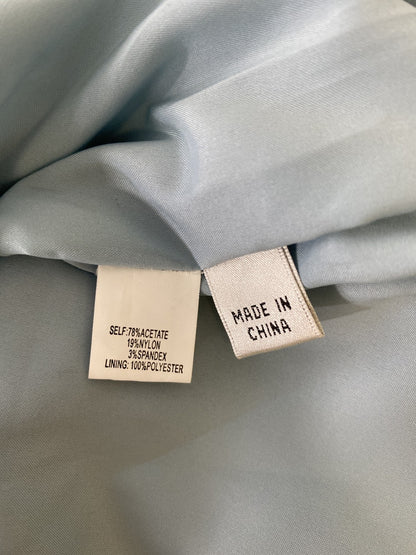 SELF:78%ACETATE
19%NYLON
3%SPANDEX
LINING: 100%POLYESTER
MADE IN
CHINA